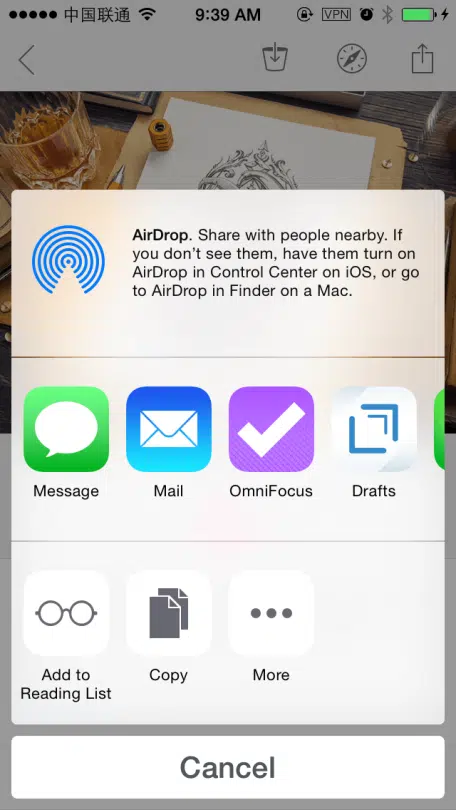 中国联通 9:39 AM VPN
AirDrop. Share with people nearby. If
you don’t see them, have them turn on
AirDrop in Control Center on iOS, or go
to AirDrop in Finder on a Mac.
Message Mail OmniFocus Drafts
Add to
Reading List Copy More
Cancel